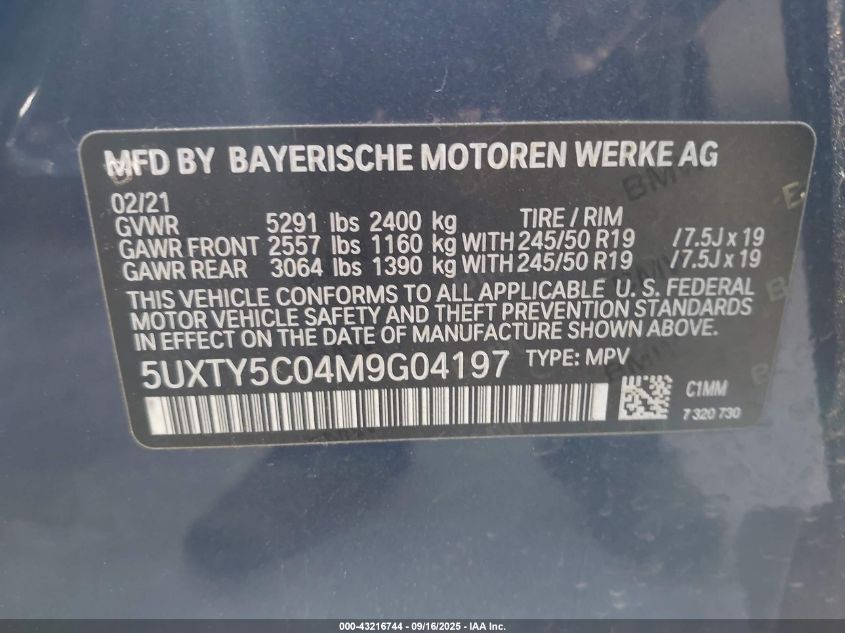 MFD BY BAYERISCHE MOTOREN WERKE AG
02/21
GVWR 5291 lbs 2400 kg TIRE / RIM
GAWR FRONT 2557 lbs 1160 kg WITH 245/50 R19 / 7.5J x 19
GAWR REAR 3064 lbs 1390 kg WITH 245/50 R19 / 7.5J x 19
THIS VEHICLE CONFORMS TO ALL APPLICABLE U. S. FEDERAL
MOTOR VEHICLE SAFETY AND THEFT PREVENTION STANDARDS
IN EFFECT ON THE DATE OF MANUFACTURE SHOWN ABOVE.
5UXTY5C04M9G04197 TYPE: MPV
C1MM
7 320 730
000-43216744 - 09/16/2025 - IAA Inc.